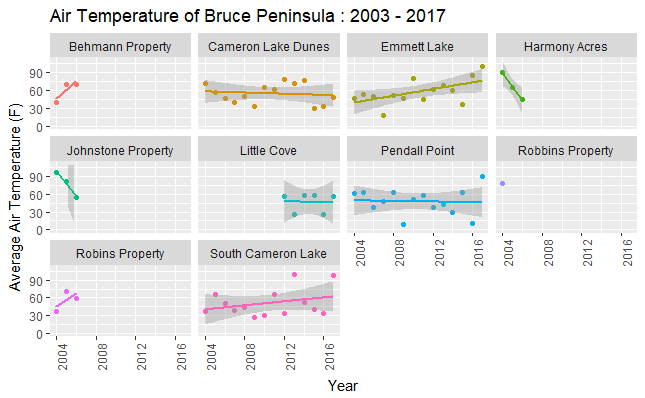 Air Temperature of Bruce Peninsula : 2003 - 2017
Behmann Property
Cameron Lake Dunes
Emmett Lake
Harmony Acres
90
60
30
0
Johnstone Property
Little Cove
Pendall Point
Robbins Property
90
60
30
0
2004
2008
2012
2016
2004
2008
2012
2016
Robins Property
South Cameron Lake
90
60
30
0
2004
2008
2012
2016
2004
2008
2012
2016
Average Air Temperature (F)
Year